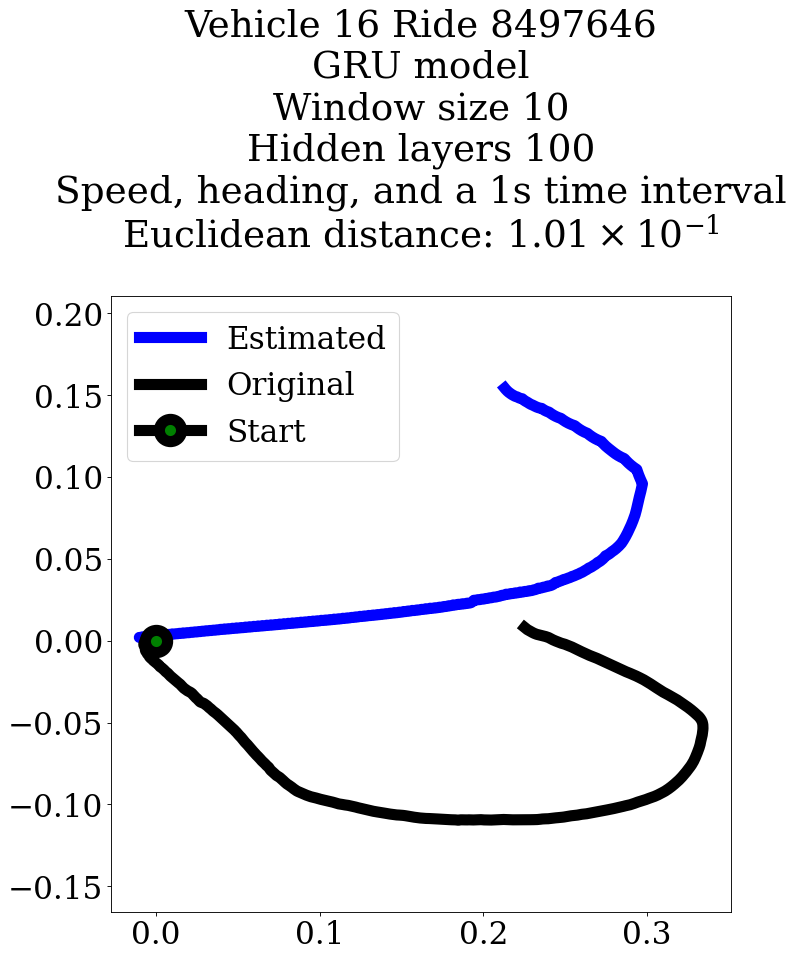 Vehicle 16 Ride 8497646
GRU model
Window size 10
Hidden layers 100
Speed, heading, and a 1s time interval
Euclidean distance: 1.01 × 10⁻¹
Estimated
Original
Start
0.20
0.15
0.10
0.05
0.00
−0.05
−0.10
−0.15
0.0 0.1 0.2 0.3